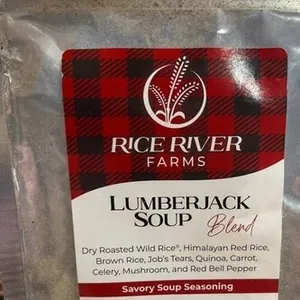 RICE RIVER
FARMS
LUMBERJACK
SOUP Blend
Dry Roasted Wild Rice®, Himalayan Red Rice,
Brown Rice, Job's Tears, Quinoa, Carrot,
Celery, Mushroom, and Red Bell Pepper
Savory Soup Seasoning